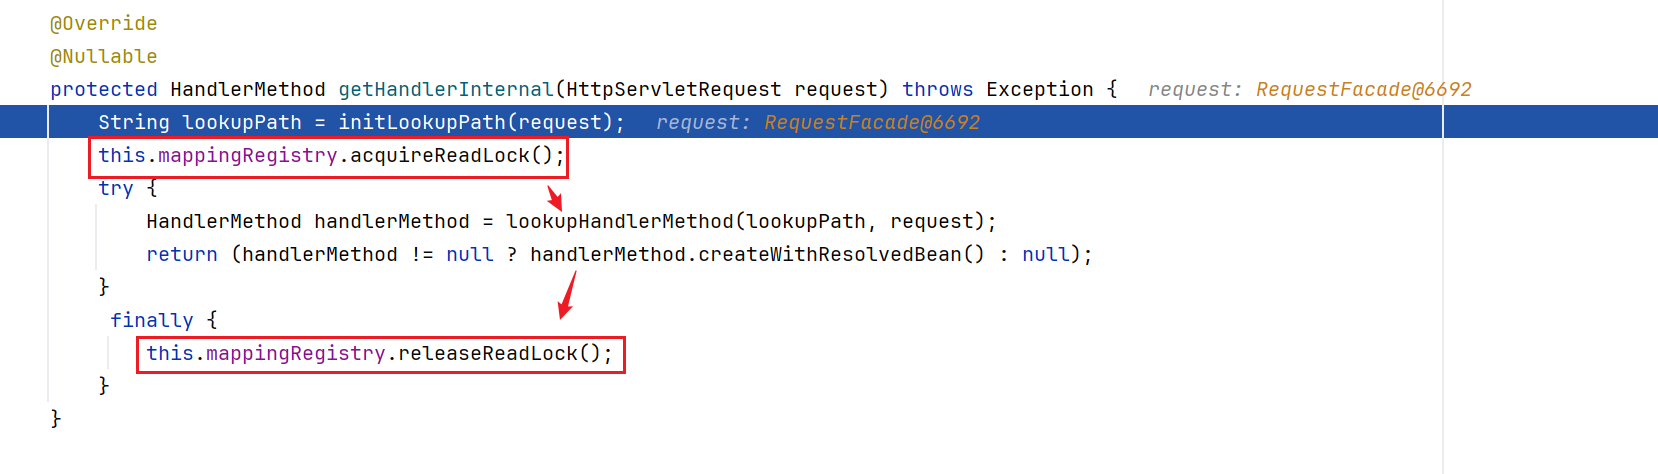 @Override
@Nullable
protected HandlerMethod getHandlerInternal(HttpServletRequest request) throws Exception {   request: RequestFacade@6692
    String lookupPath = initLookupPath(request);   request: RequestFacade@6692
    this.mappingRegistry.acquireReadLock();
    try {
        HandlerMethod handlerMethod = lookupHandlerMethod(lookupPath, request);
        return (handlerMethod != null ? handlerMethod.createWithResolvedBean() : null);
    }
     finally {
        this.mappingRegistry.releaseReadLock();
    }
}